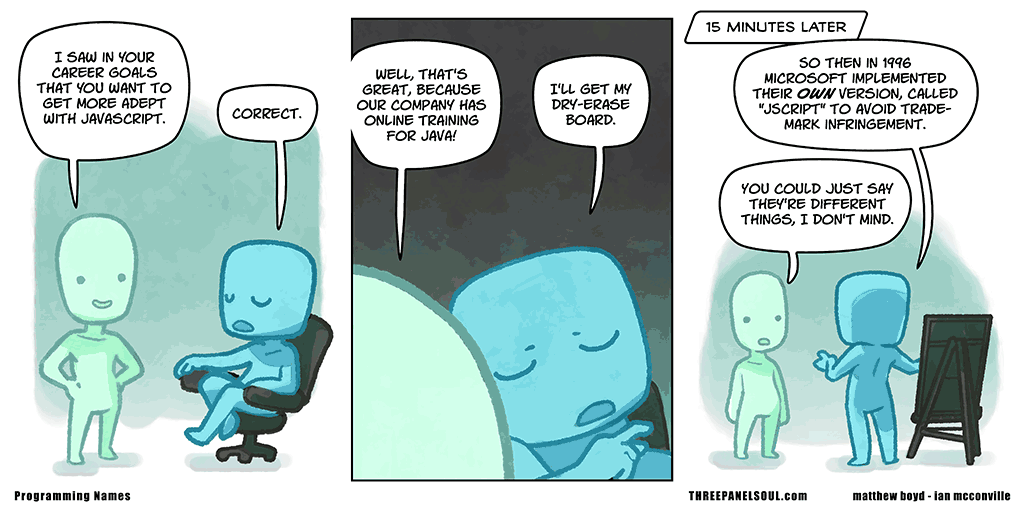 I SAW IN YOUR
CAREER GOALS
THAT YOU WANT TO
GET MORE ADEPT
WITH JAVASCRIPT.
CORRECT.
WELL, THAT'S
GREAT, BECAUSE
OUR COMPANY HAS
ONLINE TRAINING
FOR JAVA!
I'LL GET MY
DRY-ERASE
BOARD.
15 MINUTES LATER
SO THEN IN 1996
MICROSOFT IMPLEMENTED
THEIR OWN VERSION, CALLED
"JSCRIPT" TO AVOID TRADE-
MARK INFRINGEMENT.
YOU COULD JUST SAY
THEY'RE DIFFERENT
THINGS, I DON'T MIND.
Programming Names
THREEPANELSOUL.com
matthew boyd - ian mcconville